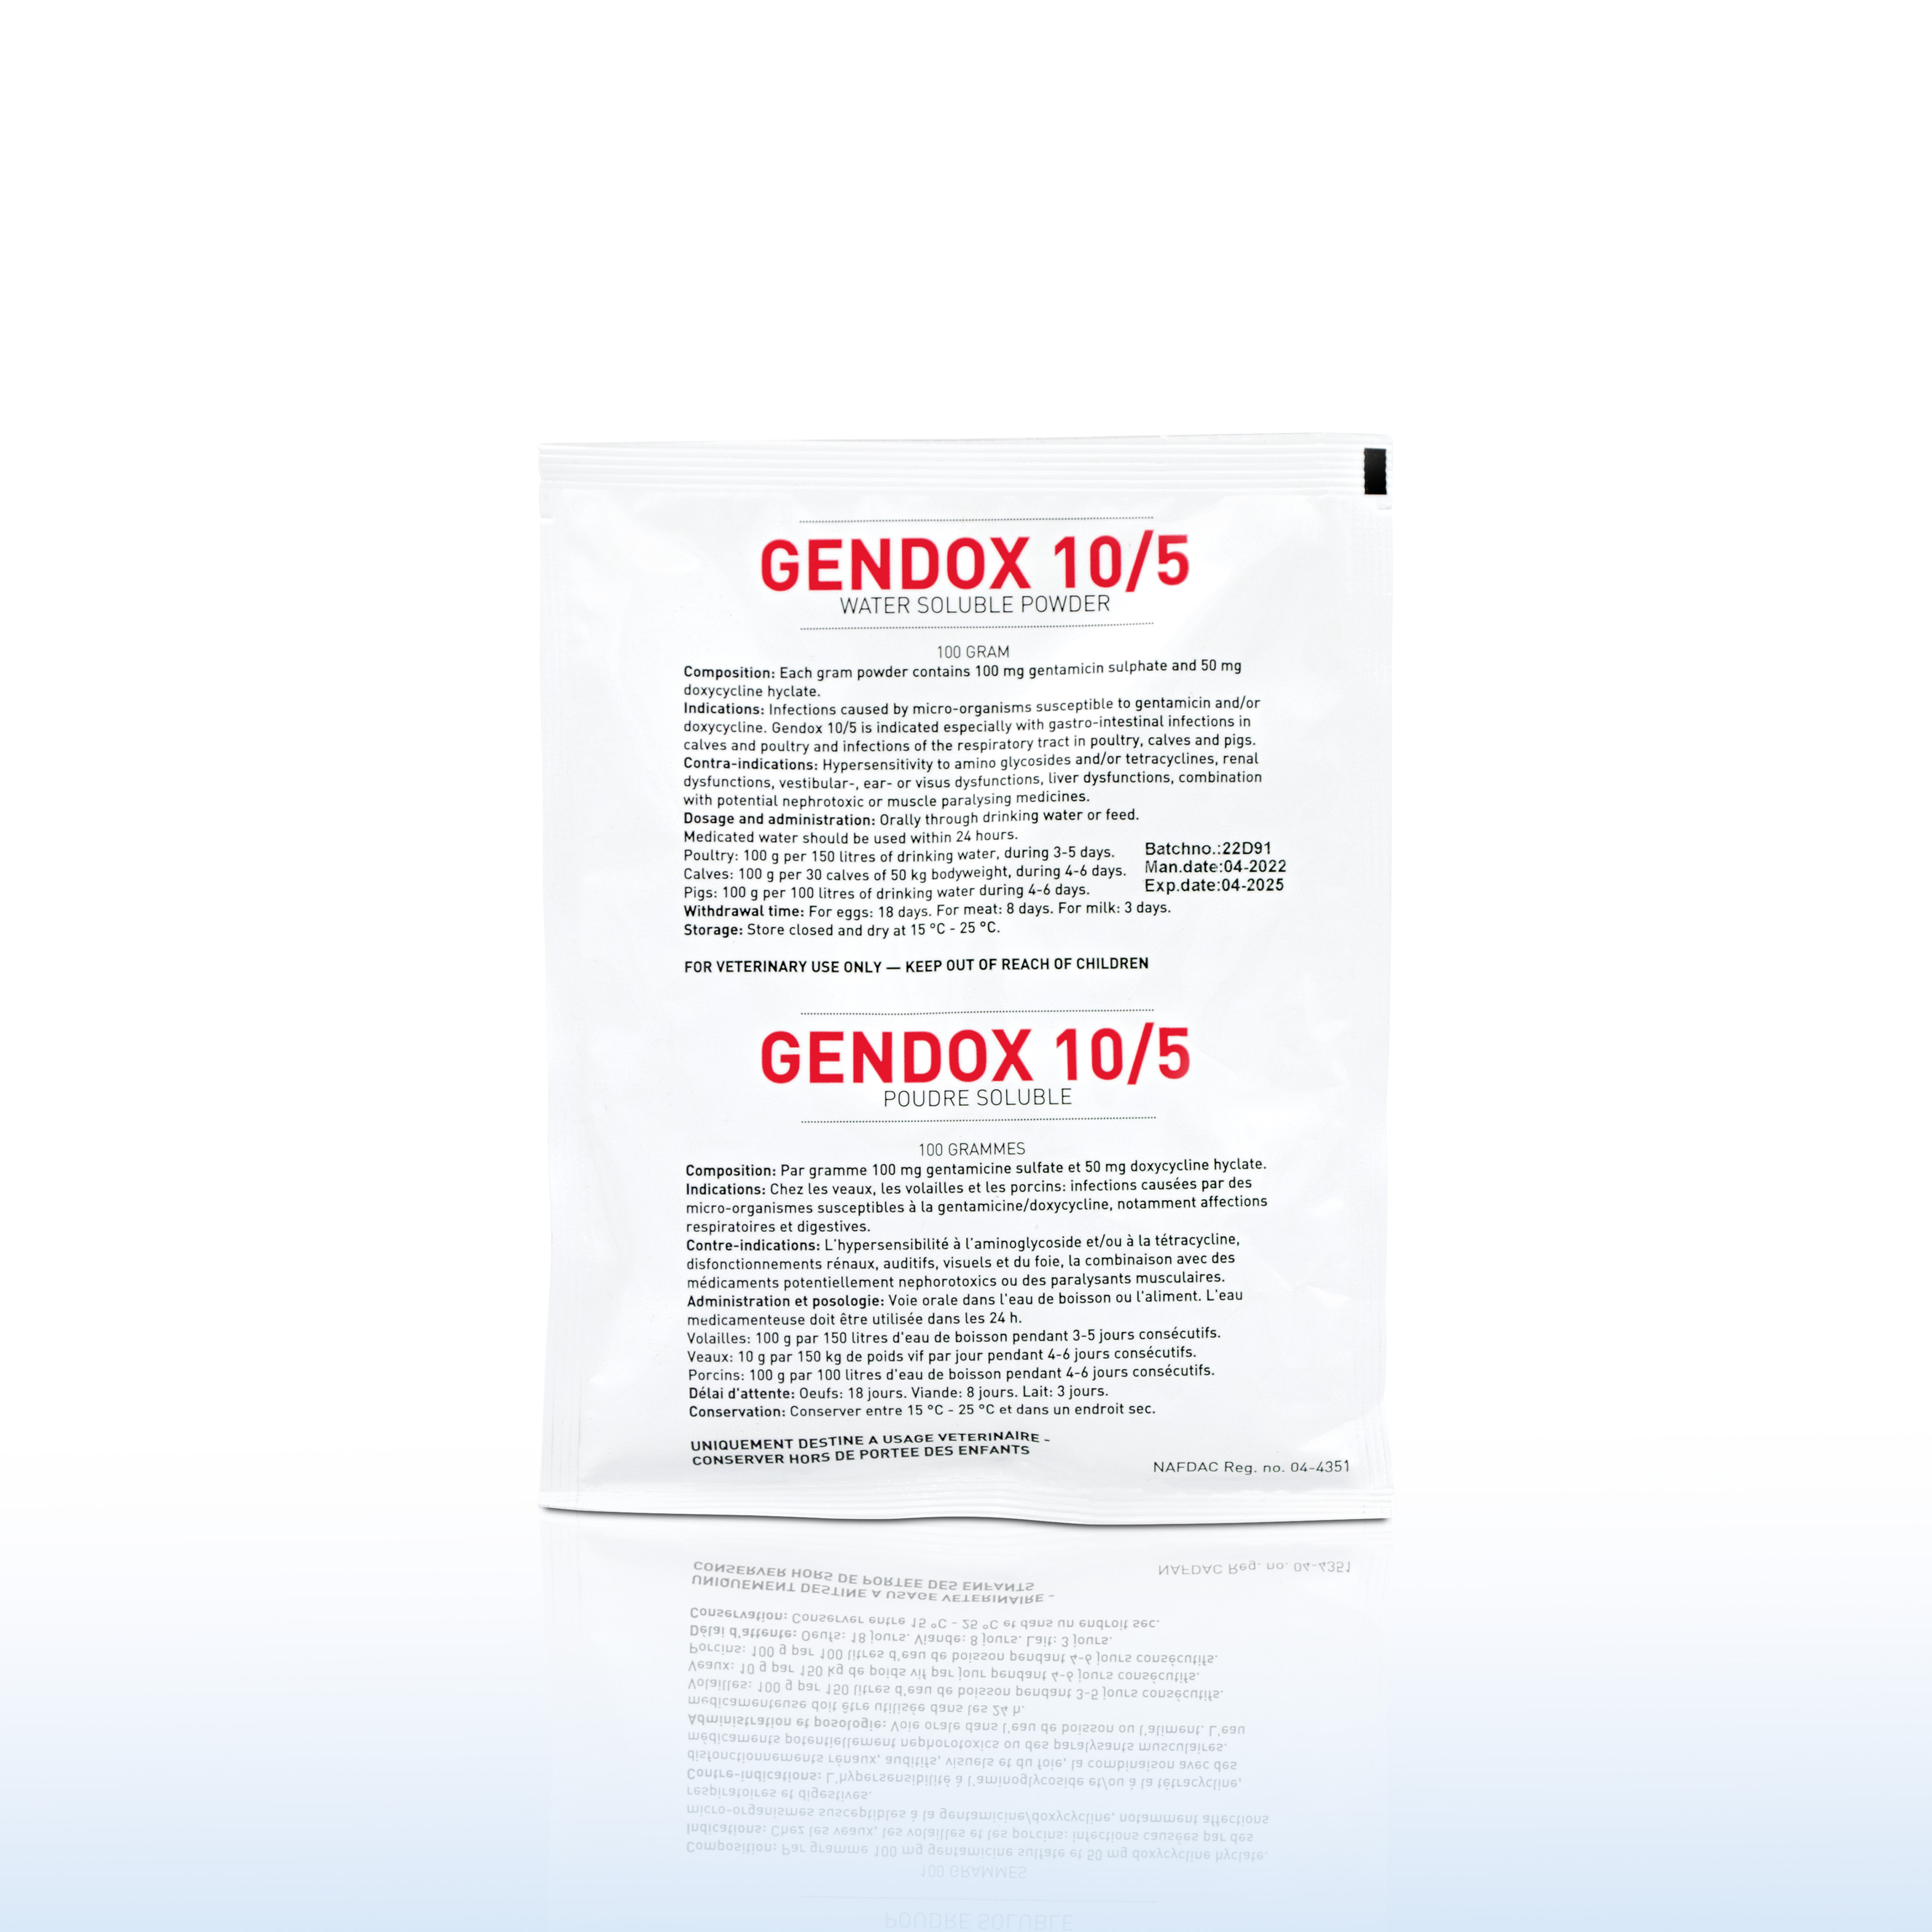 GENDOX 10/5
WATER SOLUBLE POWDER
100 GRAM
Composition: Each gram powder contains 100 mg gentamicin sulphate and 50 mg
doxycycline hyclate.
Indications: Infections caused by micro-organisms susceptible to gentamicin and/or
doxycycline. Gendox 10/5 is indicated especially with gastro-intestinal infections in
calves and poultry and infections of the respiratory tract in poultry, calves and pigs.
Contra-indications: Hypersensitivity to amino glycosides and/or tetracyclines, renal
dysfunctions, vestibular-, ear- or visus dysfunctions, liver dysfunctions, combination
with potential nephrotoxic or muscle paralysing medicines.
Dosage and administration: Orally through drinking water or feed.
Medicated water should be used within 24 hours.
Poultry: 100 g per 150 litres of drinking water, during 3-5 days.
Calves: 100 g per 30 calves of 50 kg bodyweight, during 4-6 days.
Pigs: 100 g per 100 litres of drinking water during 4-6 days.
Batchno.:22D91
Man.date:04-2022
Exp.date:04-2025
Withdrawal time: For eggs: 18 days. For meat: 8 days. For milk: 3 days.
Storage: Store closed and dry at 15 °C - 25 °C.
FOR VETERINARY USE ONLY — KEEP OUT OF REACH OF CHILDREN
GENDOX 10/5
POUDRE SOLUBLE
100 GRAMMES
Composition: Par gramme 100 mg gentamicine sulfate et 50 mg doxycycline hyclate.
Indications: Chez les veaux, les volailles et les porcins: infections causées par des
micro-organismes susceptibles à la gentamicine/doxycycline, notamment affections
respiratoires et digestives.
Contre-indications: L'hypersensibilité à l'aminoglycoside et/ou à la tétracycline,
disfonctionnements rénaux, auditifs, visuels et du foie, la combinaison avec des
médicaments potentiellement nephorotoxics ou des paralysants musculaires.
Administration et posologie: Voie orale dans l'eau de boisson ou l'aliment. L'eau
medicamenteuse doit être utilisée dans les 24 h.
Volailles: 100 g par 150 litres d'eau de boisson pendant 3-5 jours consécutifs.
Veaux: 10 g par 150 kg de poids vif par jour pendant 4-6 jours consécutifs.
Porcins: 100 g par 100 litres d'eau de boisson pendant 4-6 jours consécutifs.
Délai d'attente: Oeufs: 18 jours. Viande: 8 jours. Lait: 3 jours.
Conservation: Conserver entre 15 °C - 25 °C et dans un endroit sec.
UNIQUEMENT DESTINE A USAGE VETERINAIRE -
CONSERVER HORS DE PORTEE DES ENFANTS
NAFDAC Reg. no. 04-4351